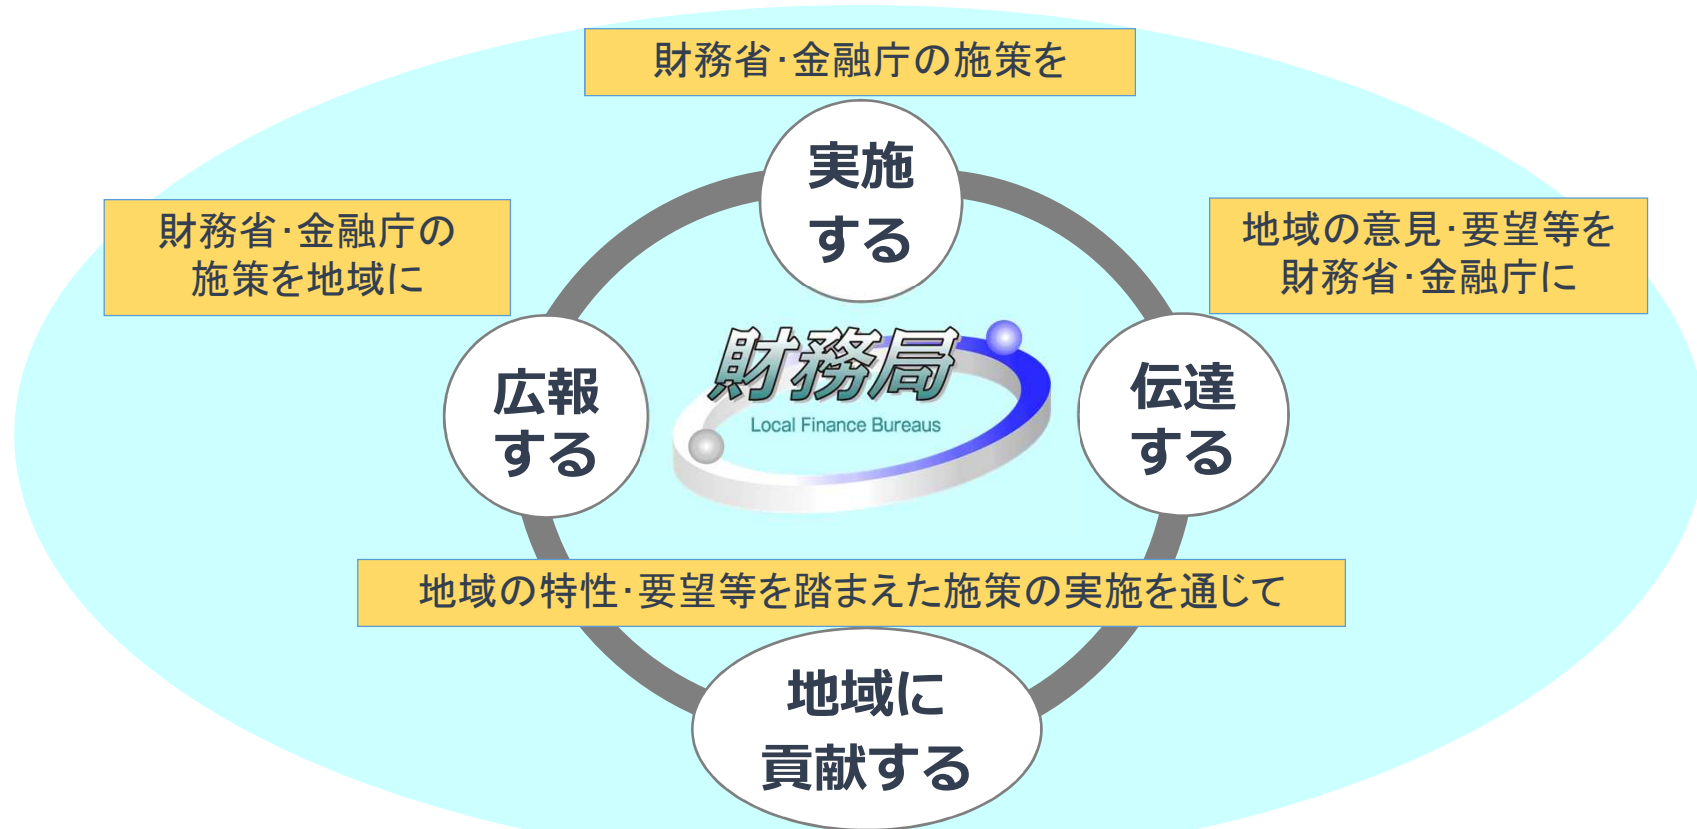 財務省・金融庁の施策を
実施
する
財務省・金融庁の
施策を地域に
広報
する
地域の意見・要望等を
財務省・金融庁に
伝達
する
財務局
Local Finance Bureaus
地域の特性・要望等を踏まえた施策の実施を通じて
地域に
貢献する